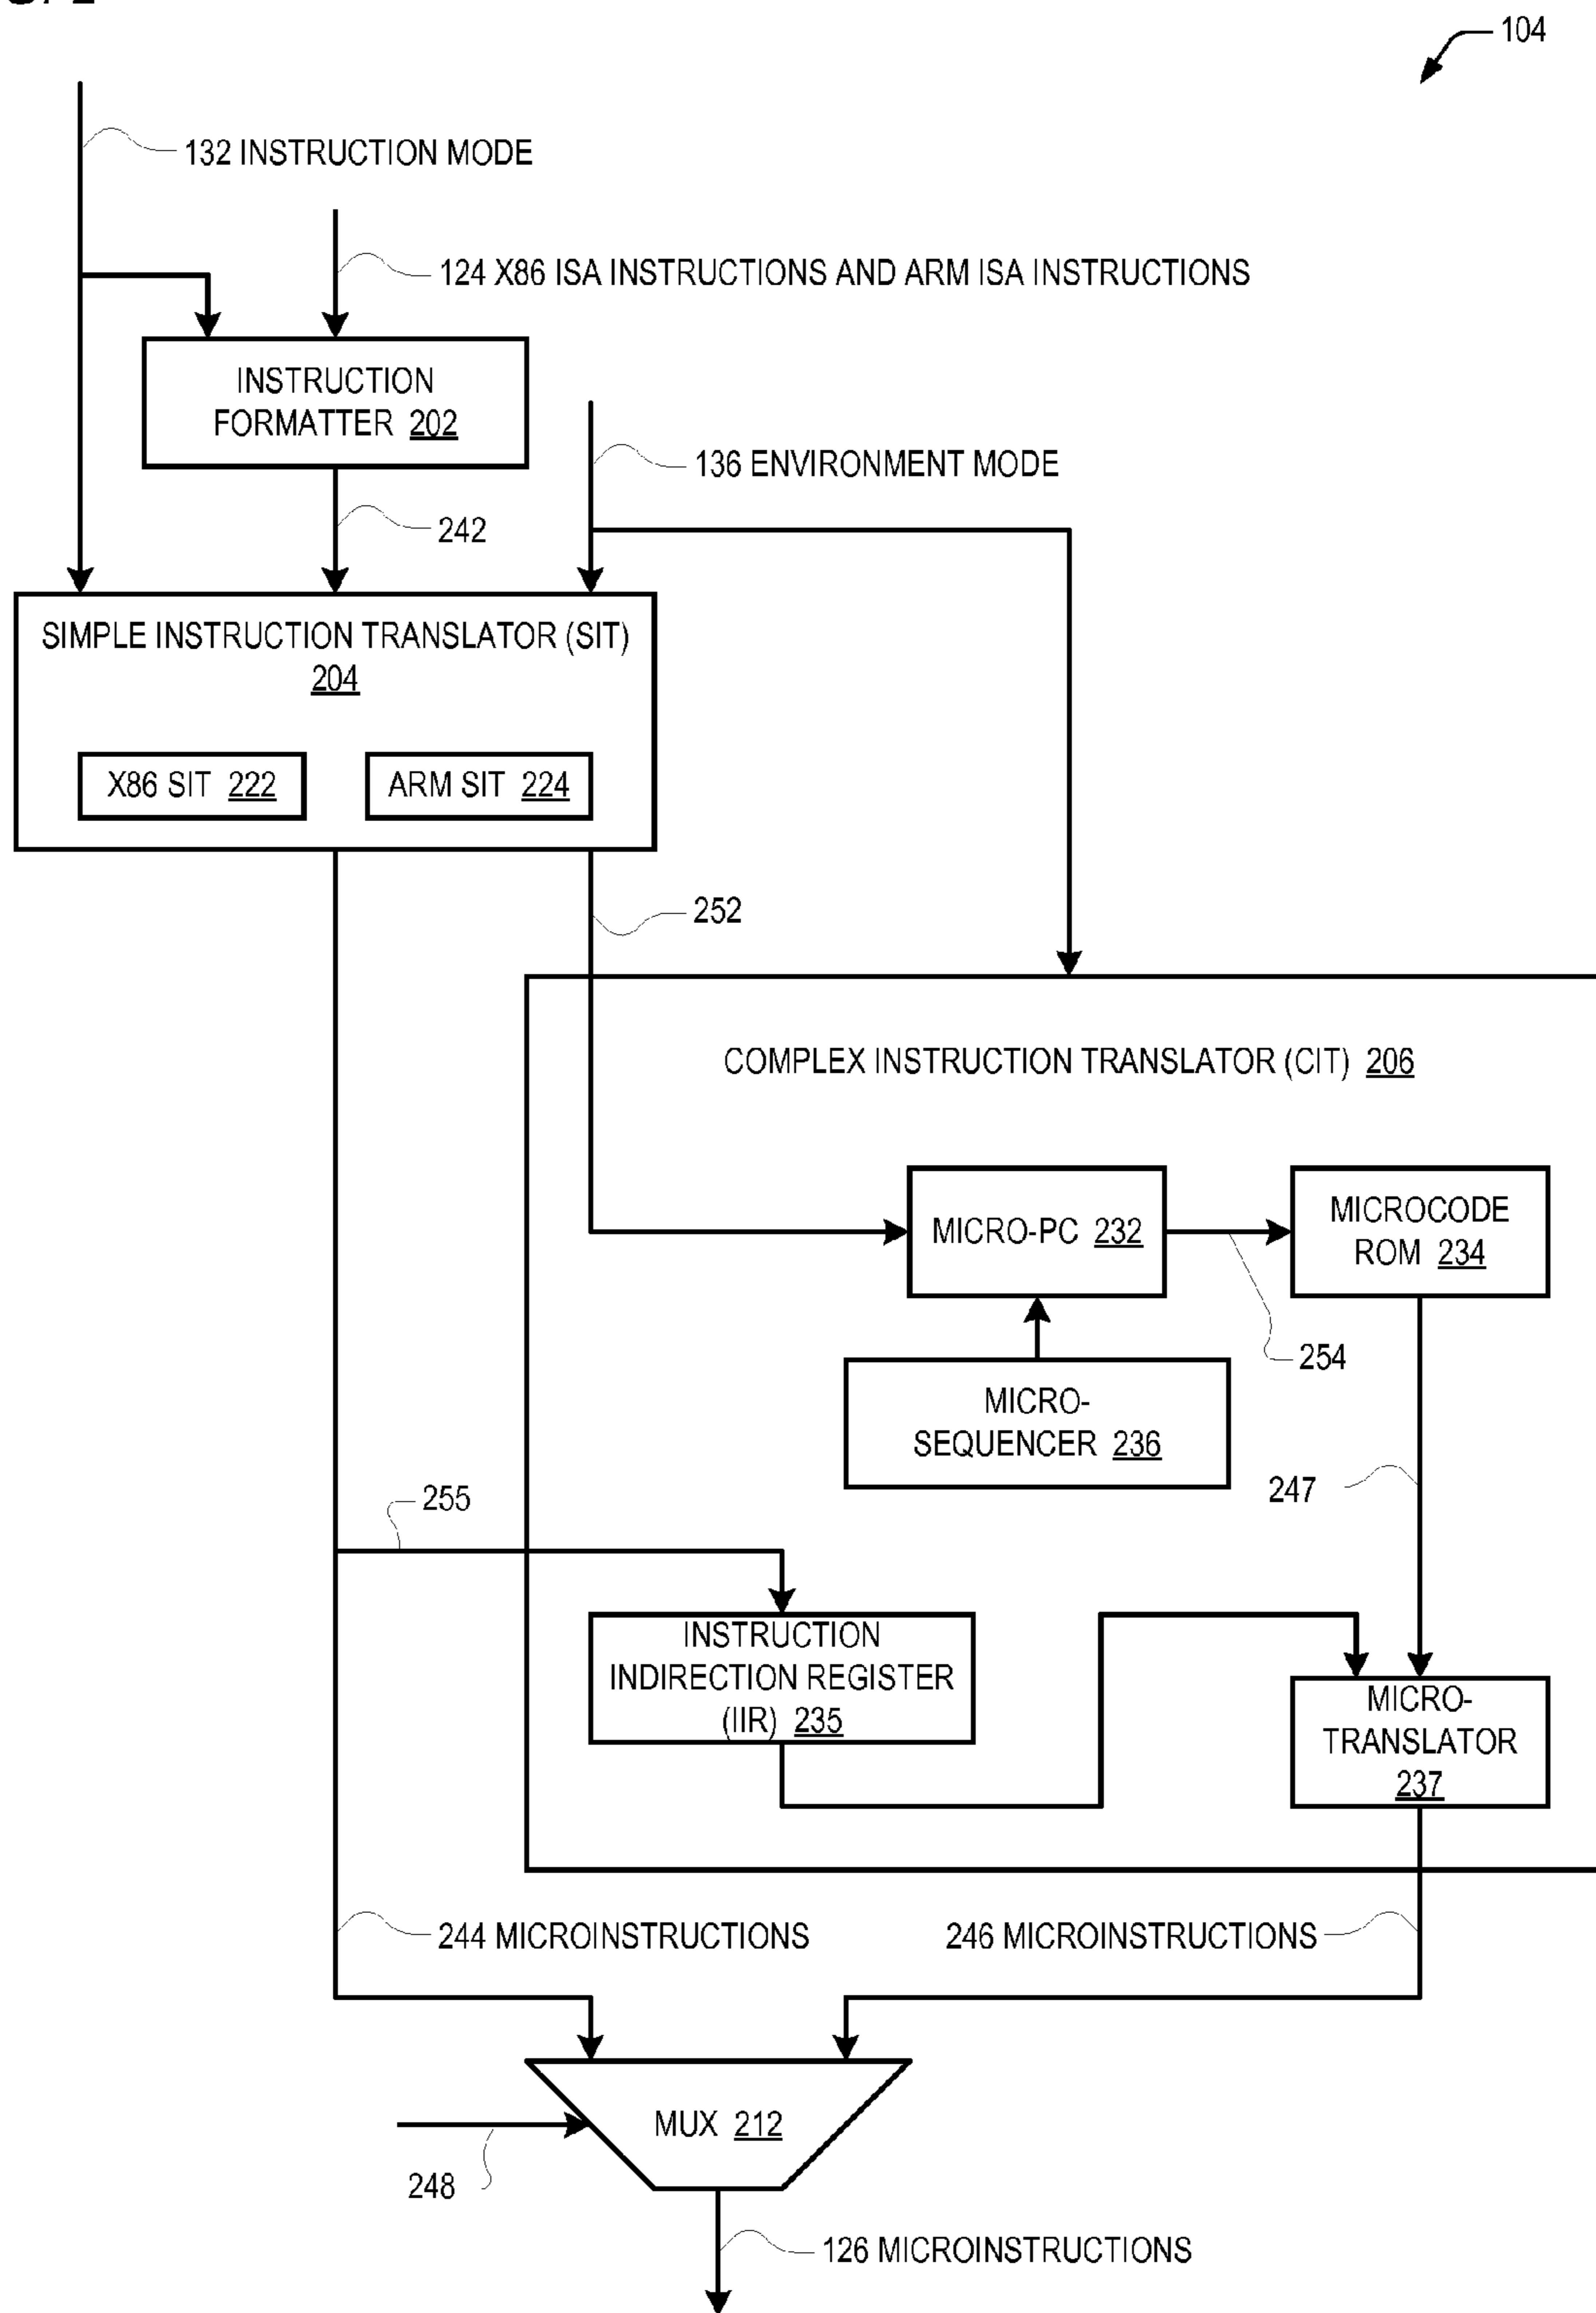 104
132 INSTRUCTION MODE
124 X86 ISA INSTRUCTIONS AND ARM ISA INSTRUCTIONS
INSTRUCTION
FORMATTER 202
136 ENVIRONMENT MODE
242
SIMPLE INSTRUCTION TRANSLATOR (SIT)
204
X86 SIT 222
ARM SIT 224
252
COMPLEX INSTRUCTION TRANSLATOR (CIT) 206
MICRO-PC 232
MICROCODE
ROM 234
254
MICRO-
SEQUENCER 236
247
255
INSTRUCTION
INDIRECTION REGISTER
(IIR) 235
MICRO-
TRANSLATOR
237
244 MICROINSTRUCTIONS
246 MICROINSTRUCTIONS
MUX 212
248
126 MICROINSTRUCTIONS